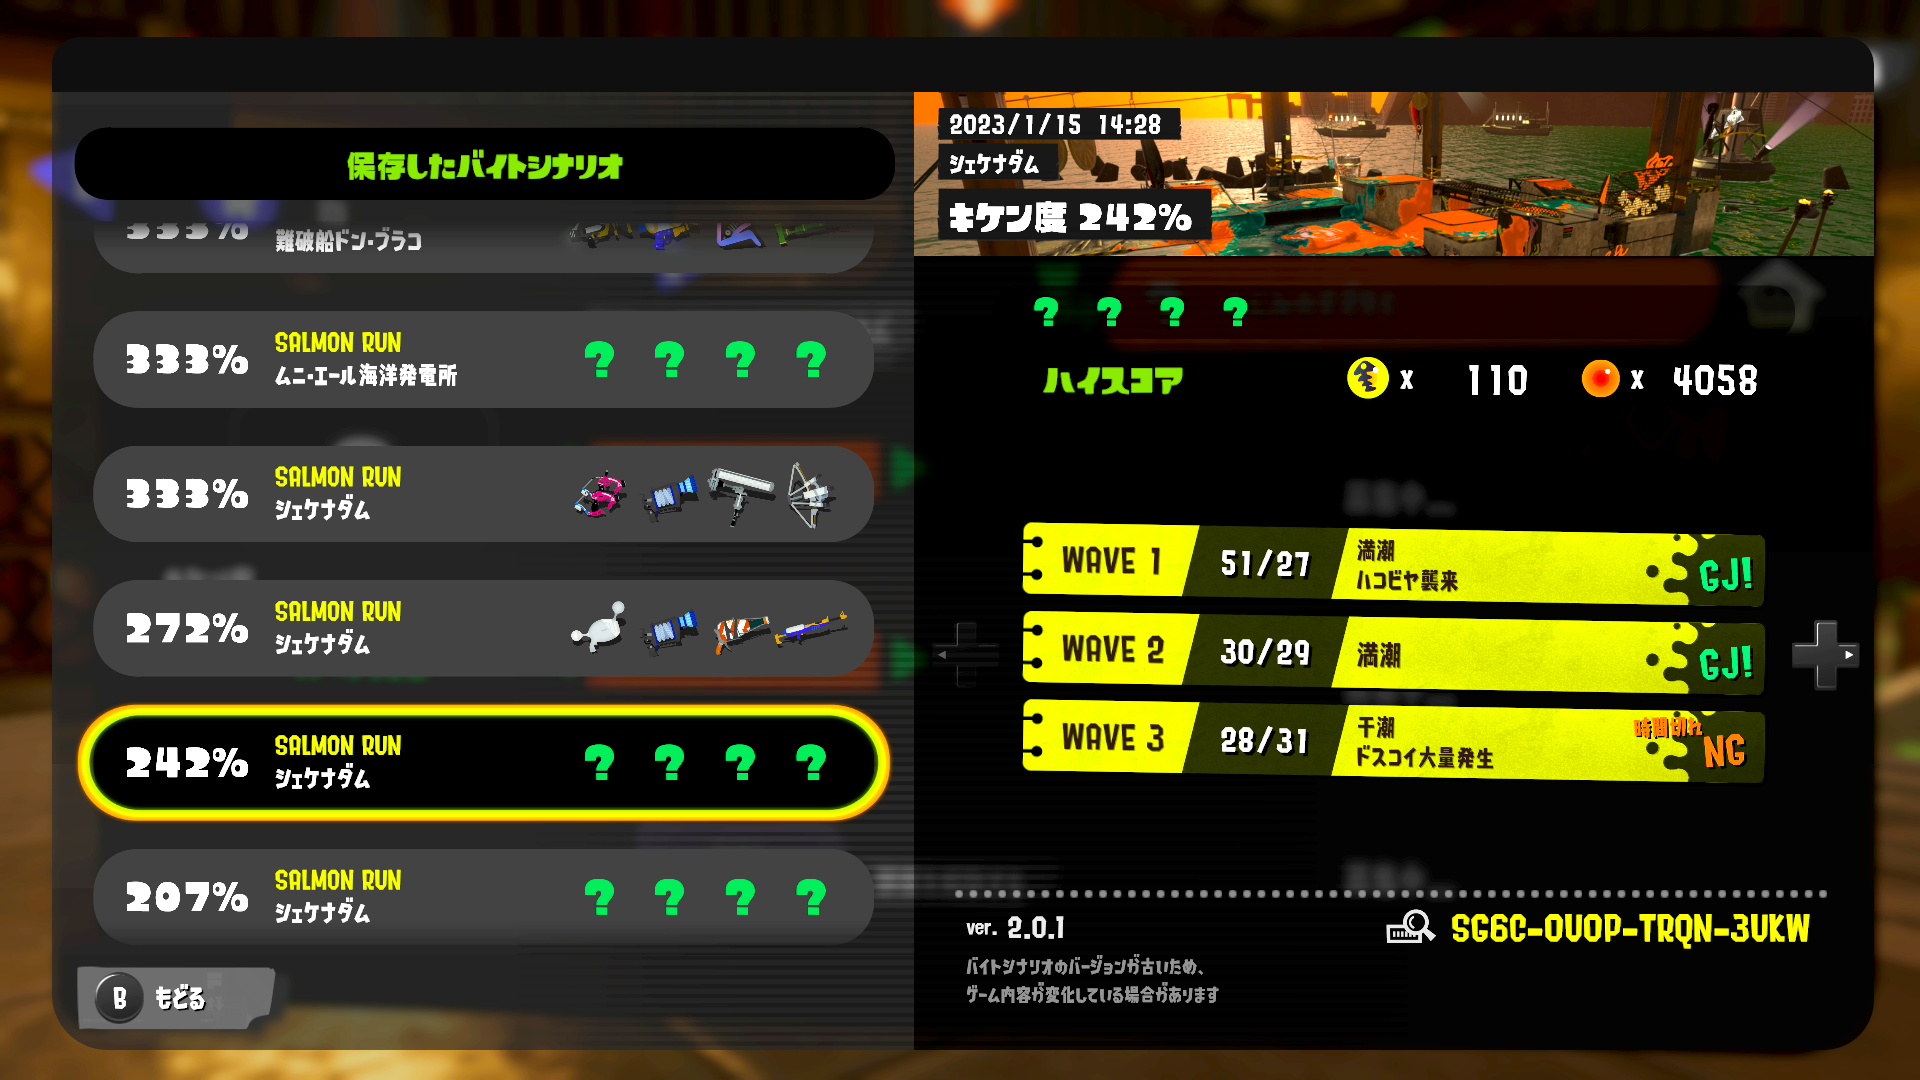 保存したバイトシナリオ
333%
難破船ドン・ブラコ
333%
SALMON RUN
ムニ・エール海洋発電所
? ? ? ?
333%
SALMON RUN
シェケナダム
272%
SALMON RUN
シェケナダム
242%
SALMON RUN
シェケナダム
? ? ? ?
207%
SALMON RUN
シェケナダム
? ? ? ?
B もどる
2023/1/15 14:28
シェケナダム
キケン度 242%
? ? ? ?
ハイスコア
x 110 x 4058
WAVE 1 51/27 満潮
ハコビヤ襲来
GJ!
WAVE 2 30/29 満潮 GJ!
WAVE 3 28/31 干潮
ドスコイ大量発生
時間切れ
NG
ver. 2.0.1
SG6C-0U0P-TRQN-3UKW
バイトシナリオのバージョンが古いため、
ゲーム内容が変化している場合があります